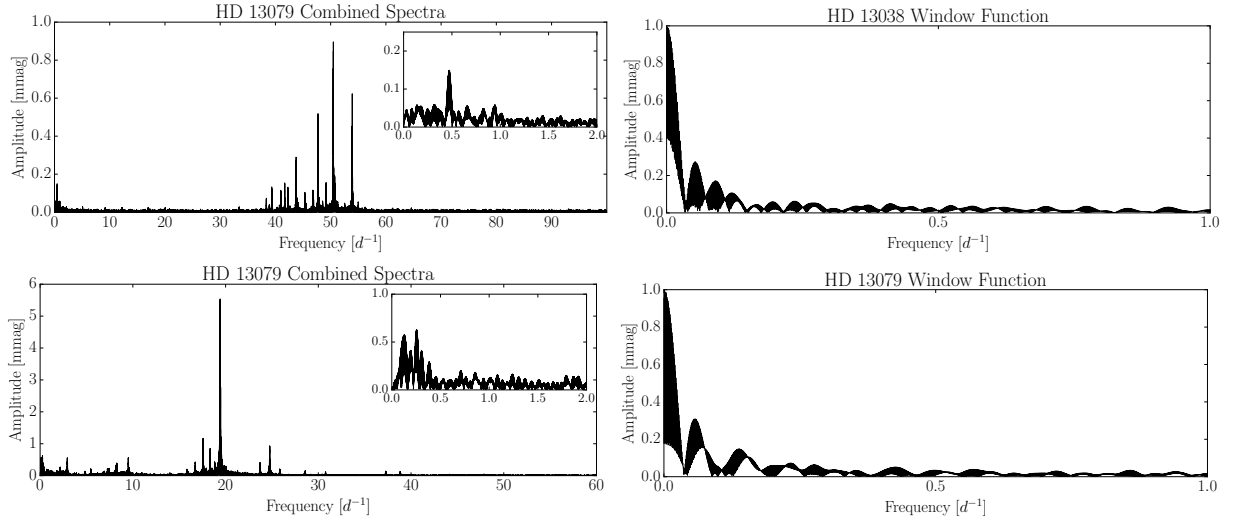 HD 13079 Combined Spectra
Amplitude [mmag]
1.0
0.8
0.6
0.4
0.2
0.0
0 10 20 30 40 50 60 70 80 90
Frequency [d⁻¹]
0.2
0.1
0.0
0.0 0.5 1.0 1.5 2.0
HD 13038 Window Function
Amplitude [mmag]
1.0
0.8
0.6
0.4
0.2
0.0
0.0 0.5 1.0
Frequency [d⁻¹]
HD 13079 Combined Spectra
Amplitude [mmag]
6
5
4
3
2
1
0
0 10 20 30 40 50 60
Frequency [d⁻¹]
1.0
0.5
0.0
0.0 0.5 1.0 1.5 2.0
HD 13079 Window Function
Amplitude [mmag]
1.0
0.8
0.6
0.4
0.2
0.0
0.0 0.5 1.0
Frequency [d⁻¹]